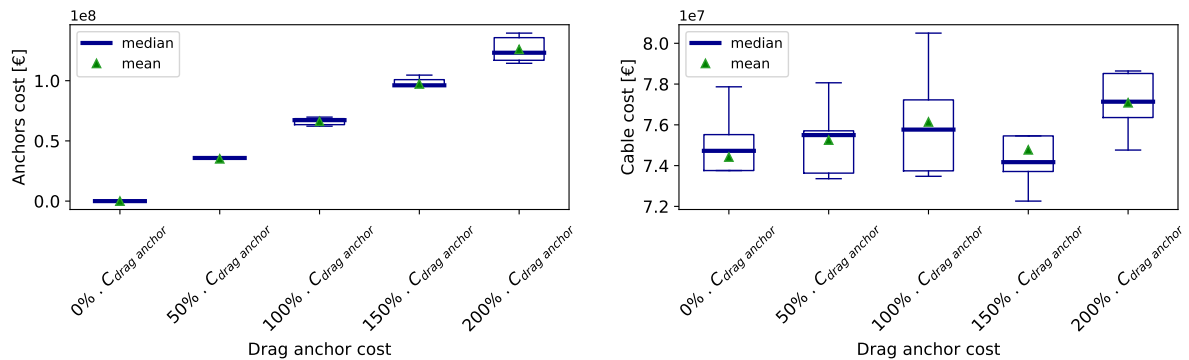 1e8
Anchors cost [€]
median
mean
1.0
0.5
0.0
0% . C_drag anchor
50% . C_drag anchor
100% . C_drag anchor
150% . C_drag anchor
200% . C_drag anchor
Drag anchor cost
1e7
Cable cost [€]
median
mean
8.0
7.8
7.6
7.4
7.2
0% . C_drag anchor
50% . C_drag anchor
100% . C_drag anchor
150% . C_drag anchor
200% . C_drag anchor
Drag anchor cost